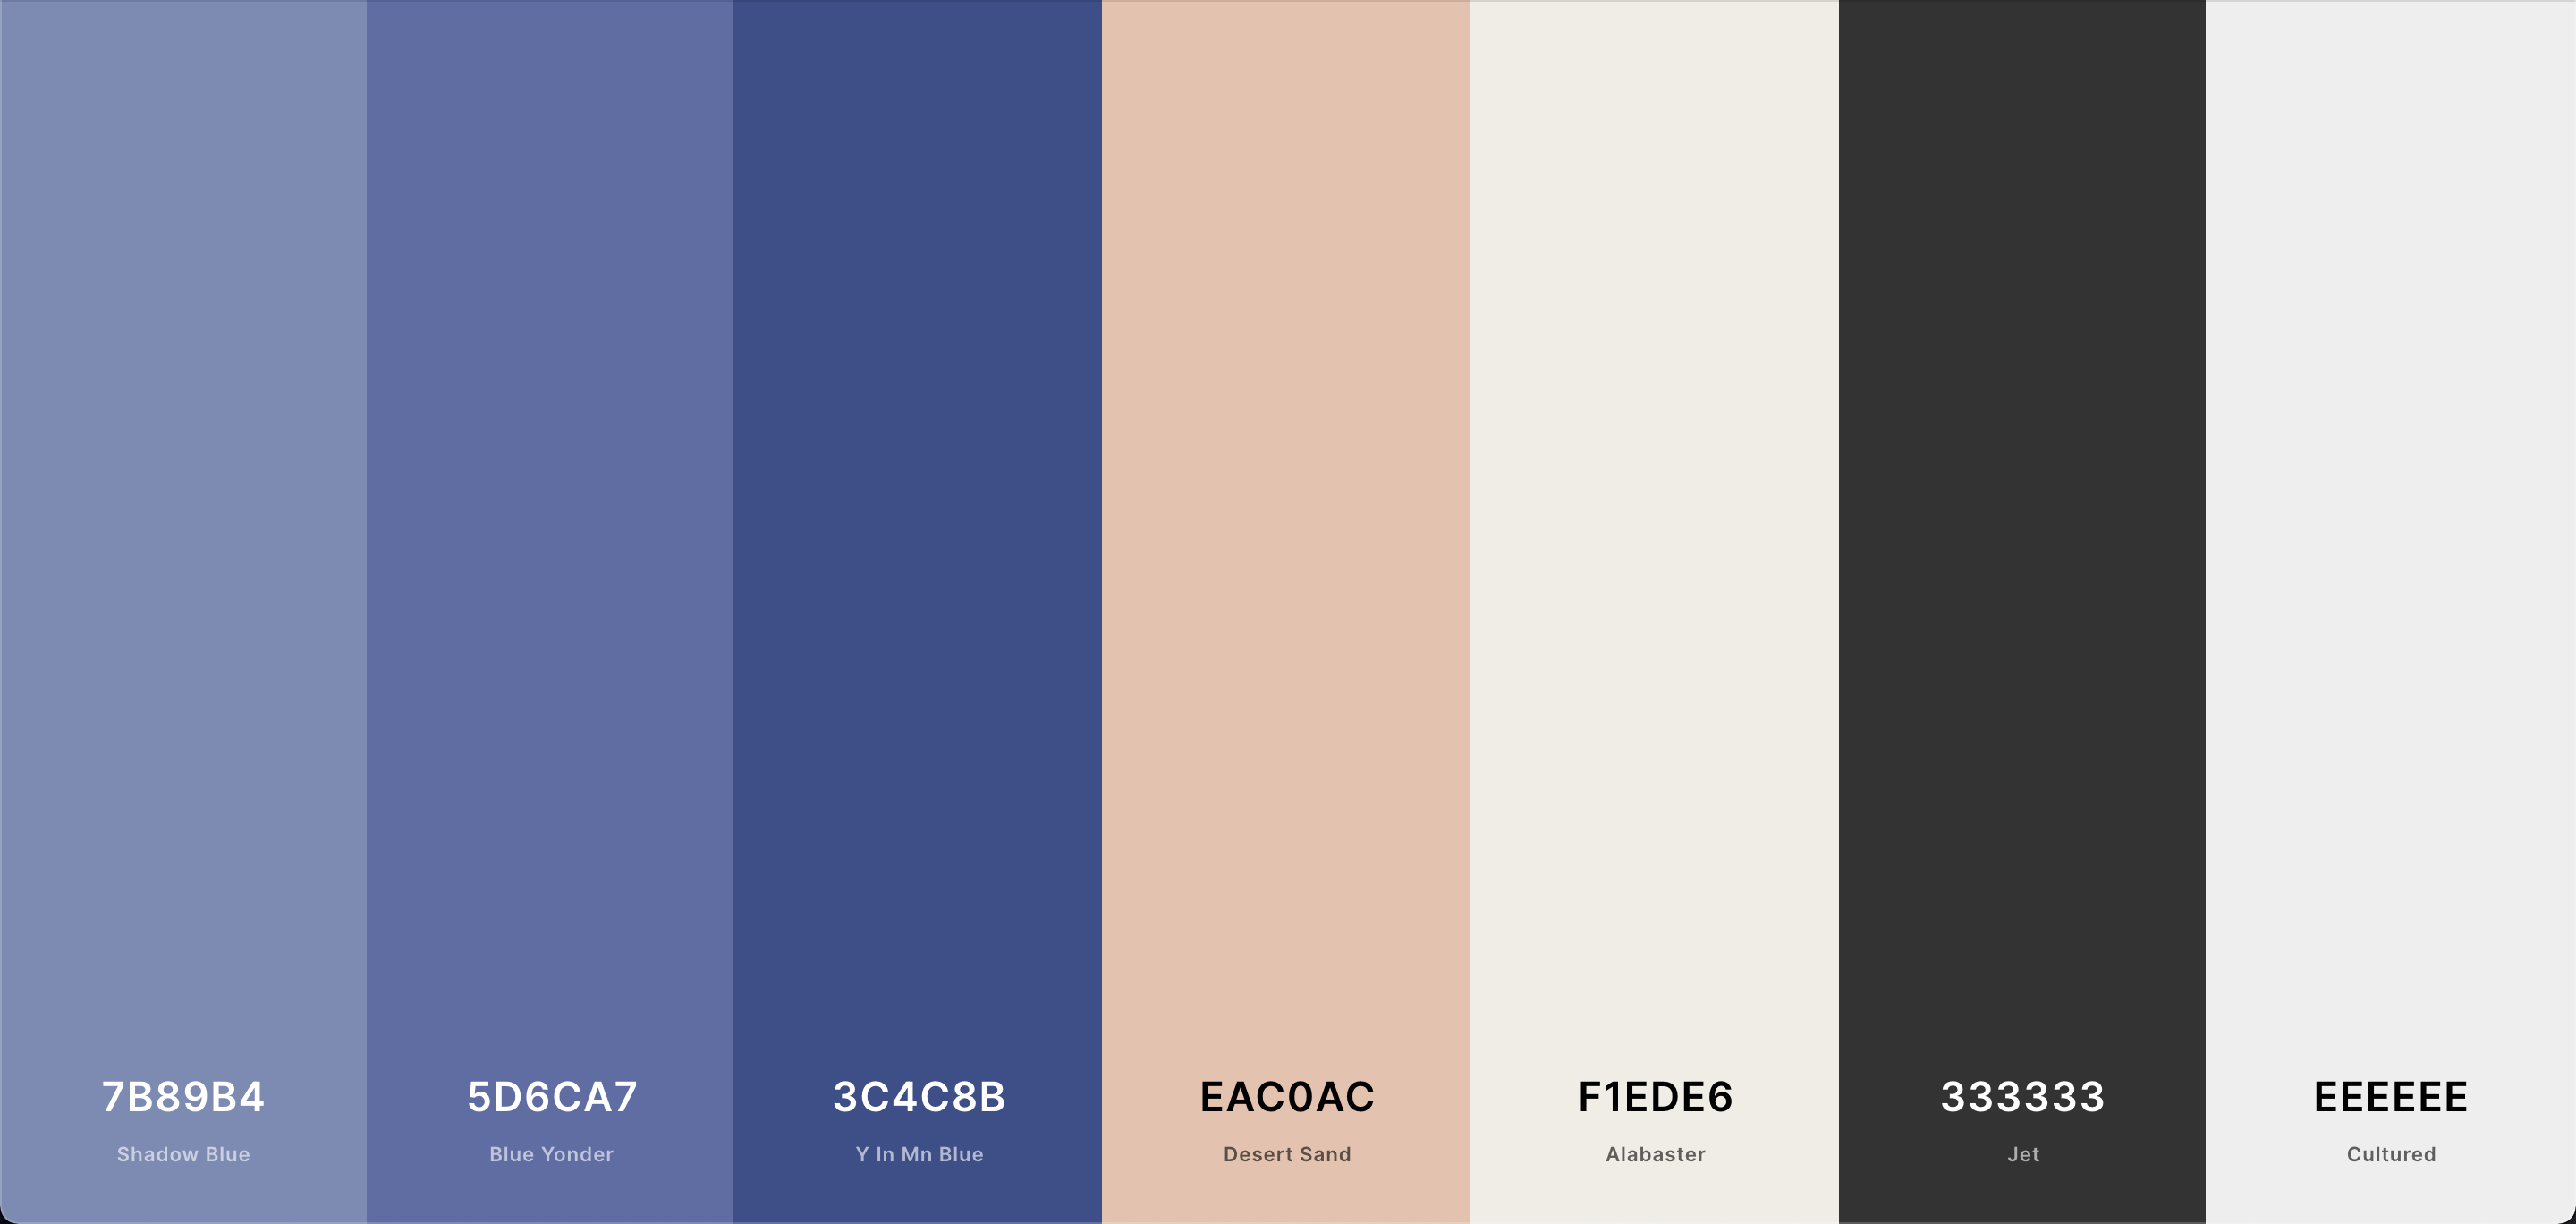 7B89B4
Shadow Blue
5D6CA7
Blue Yonder
3C4C8B
Y In Mn Blue
EAC0AC
Desert Sand
F1EDE6
Alabaster
333333
Jet
EEEEEE
Cultured